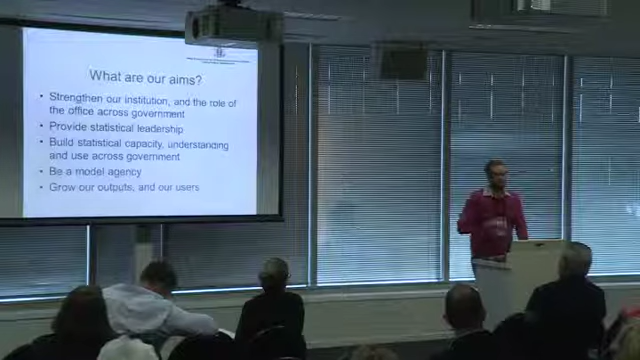 What are our aims?
• Strengthen our institution, and the role of
the office across government
• Provide statistical leadership
• Build statistical capacity, understanding
and use across government
• Be a model agency
• Grow our outputs, and our users